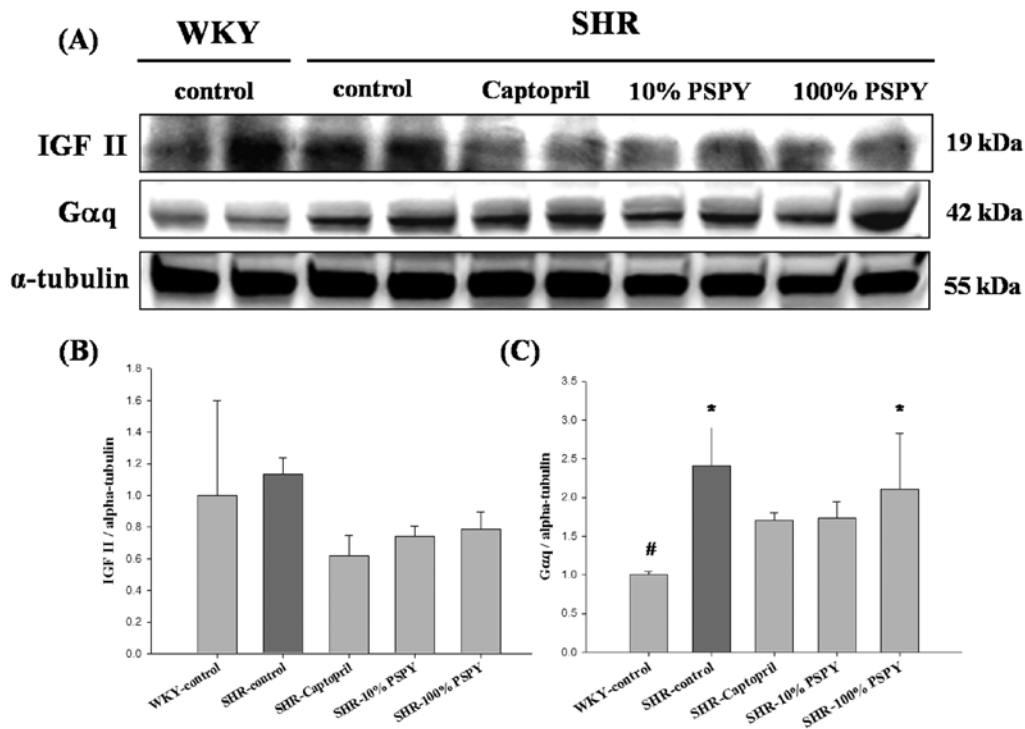 (A) WKY SHR
control control Captopril 10% PSPY 100% PSPY
IGF II 19 kDa
Gαq 42 kDa
α-tubulin 55 kDa
(B)
1.8
1.6
1.4
1.2
1.0
0.8
0.6
0.4
0.2
0.0
IGF II / alpha-tubulin
WKY-control
SHR-control
SHR-Captopril
SHR-10% PSPY
SHR-100% PSPY
(C)
3.5
3.0
2.5
2.0
1.5
1.0
0.5
0.0
Gαq / alpha-tubulin
#
*
*
WKY-control
SHR-control
SHR-Captopril
SHR-10% PSPY
SHR-100% PSPY